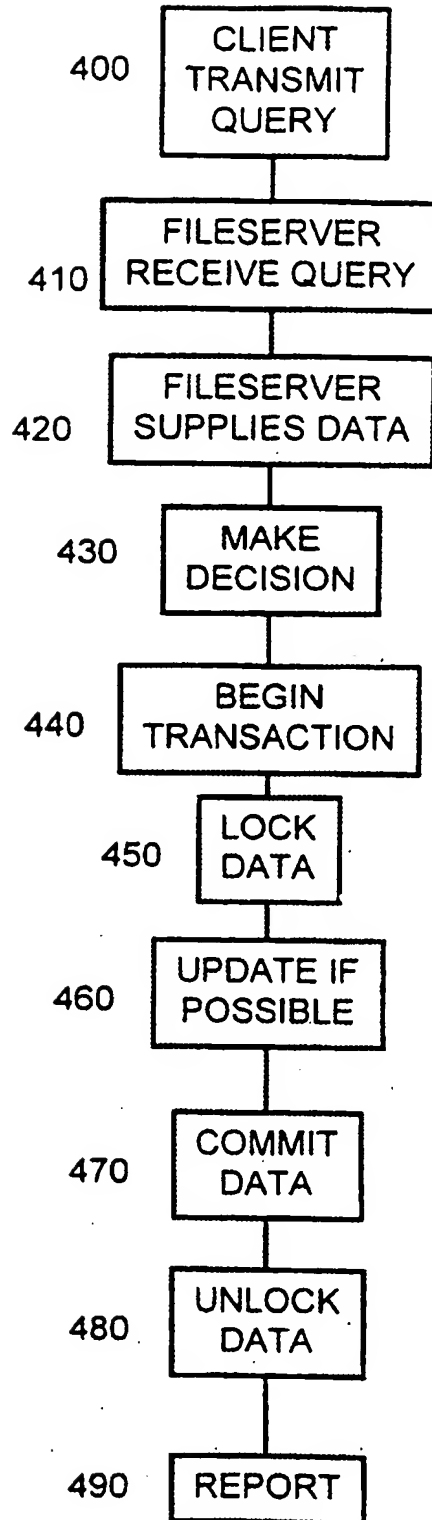 400
CLIENT
TRANSMIT
QUERY
410
FILESERVER
RECEIVE QUERY
420
FILESERVER
SUPPLIES DATA
430
MAKE
DECISION
440
BEGIN
TRANSACTION
450
LOCK
DATA
460
UPDATE IF
POSSIBLE
470
COMMIT
DATA
480
UNLOCK
DATA
490
REPORT